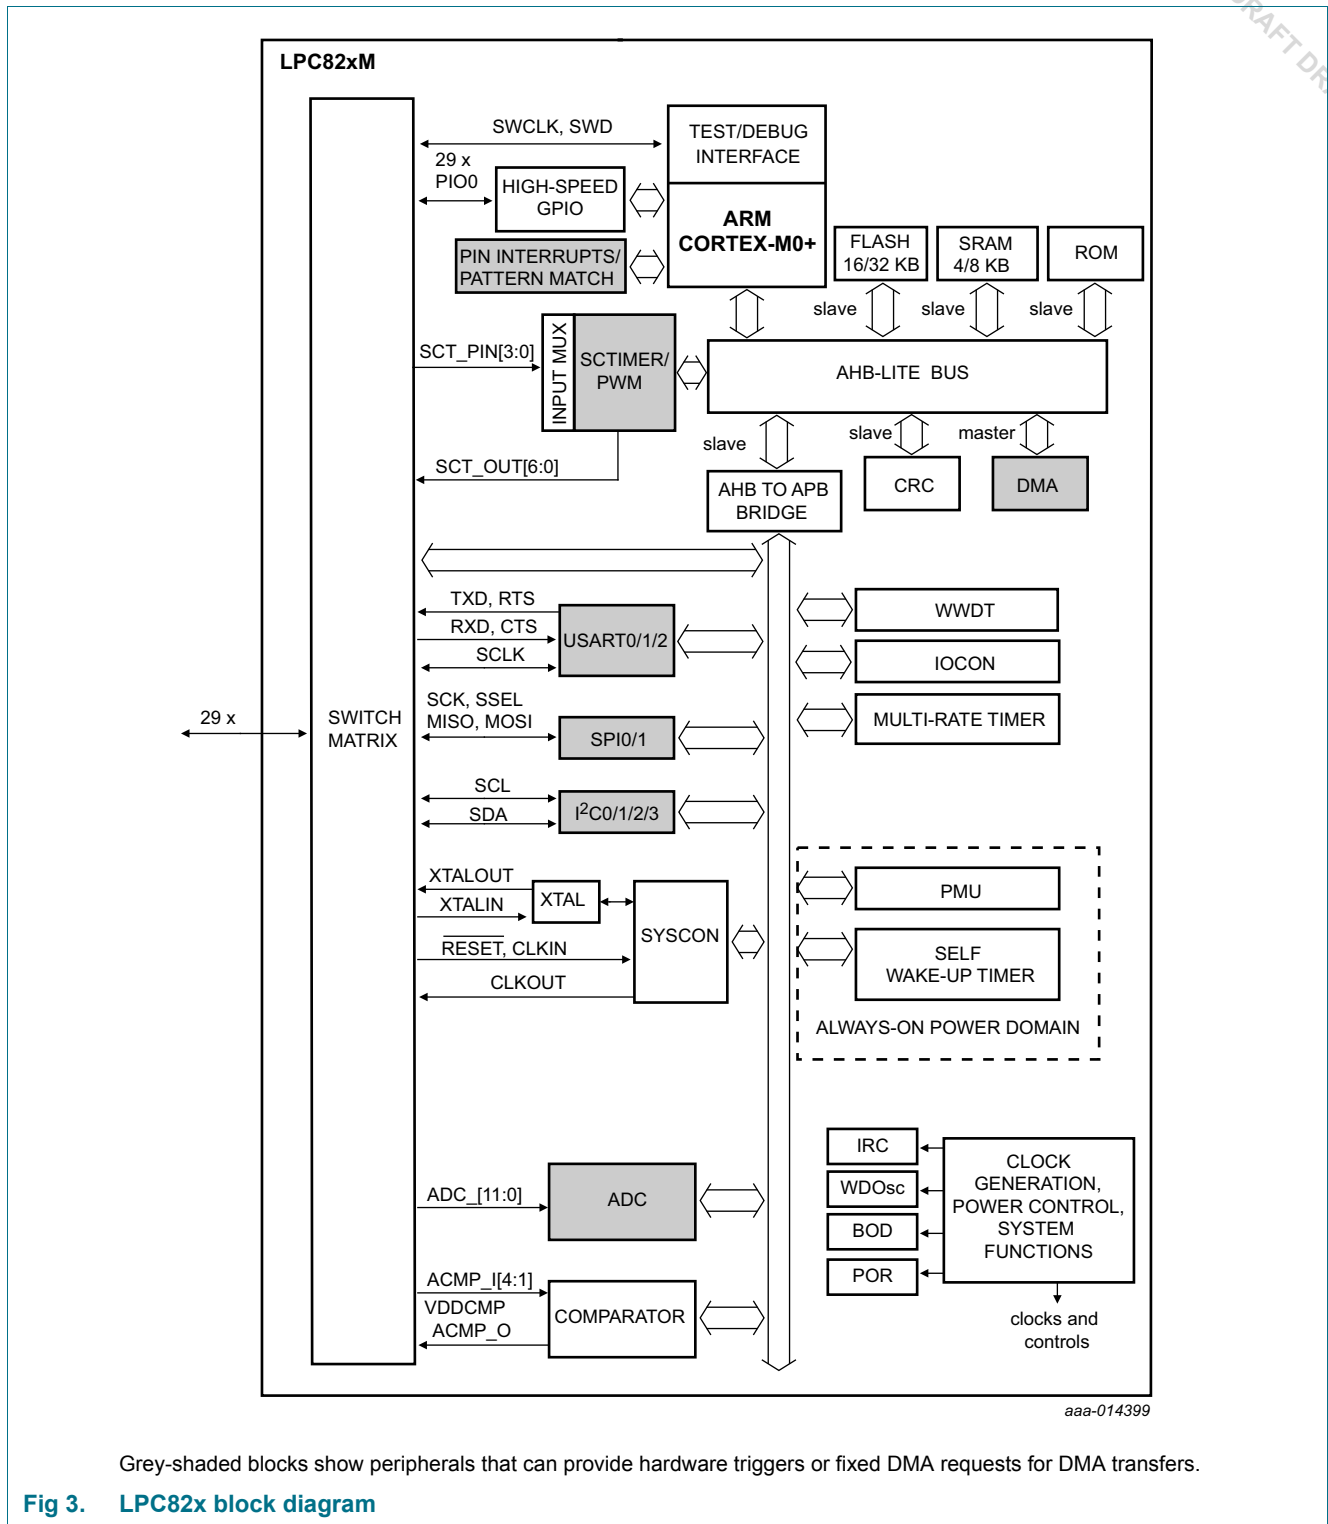 DRAFT DRA
LPC82xM
SWCLK, SWD
TEST/DEBUG
INTERFACE
29 x
PIO0
HIGH-SPEED
GPIO
ARM
CORTEX-M0+
PIN INTERRUPTS/
PATTERN MATCH
FLASH
16/32 KB
SRAM
4/8 KB
ROM
slave
slave
slave
SCT_PIN[3:0]
INPUT MUX
SCTIMER/
PWM
AHB-LITE BUS
SCT_OUT[6:0]
slave
slave
master
AHB TO APB
BRIDGE
CRC
DMA
TXD, RTS
RXD, CTS
SCLK
USART0/1/2
WWDT
IOCON
MULTI-RATE TIMER
29 x
SWITCH
MATRIX
SCK, SSEL
MISO, MOSI
SPI0/1
SCL
SDA
I2C0/1/2/3
XTALOUT
XTALIN
XTAL
RESET, CLKIN
CLKOUT
SYSCON
PMU
SELF
WAKE-UP TIMER
ALWAYS-ON POWER DOMAIN
ADC_[11:0]
ADC
IRC
WDOsc
BOD
POR
CLOCK
GENERATION,
POWER CONTROL,
SYSTEM
FUNCTIONS
clocks and
controls
ACMP_I[4:1]
VDDCMP
ACMP_O
COMPARATOR
aaa-014399
Grey-shaded blocks show peripherals that can provide hardware triggers or fixed DMA requests for DMA transfers.
Fig 3. LPC82x block diagram